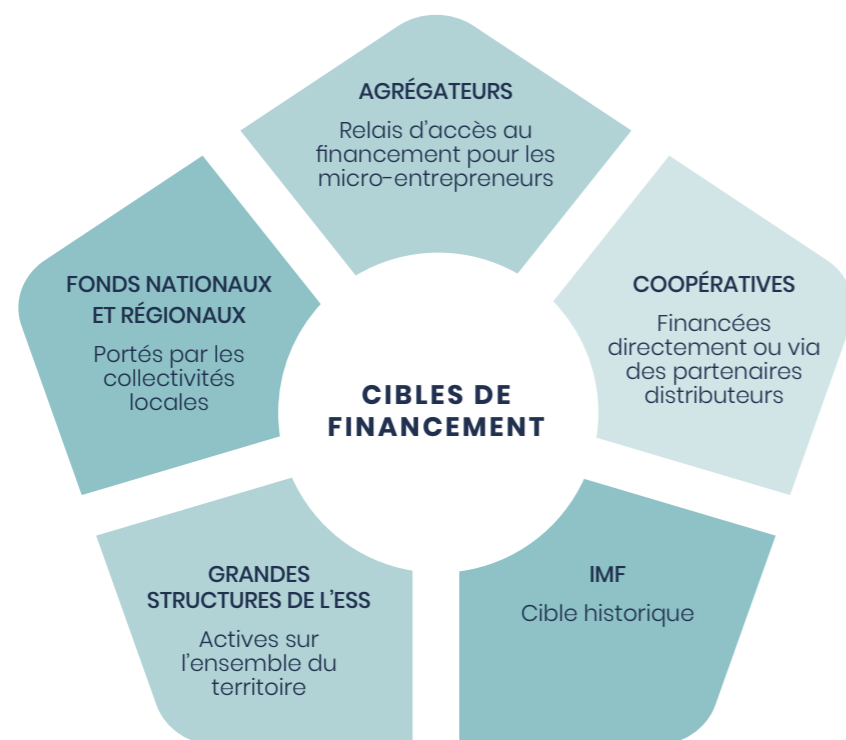 AGRÉGATEURS
Relais d'accès au
financement pour les
micro-entrepreneurs
FONDS NATIONAUX
ET RÉGIONAUX
Portés par les
collectivités
locales
COOPÉRATIVES
Financées
directement ou via
des partenaires
distributeurs
CIBLES DE
FINANCEMENT
GRANDES
STRUCTURES DE L'ESS
Actives sur
l'ensemble du
territoire
IMF
Cible historique